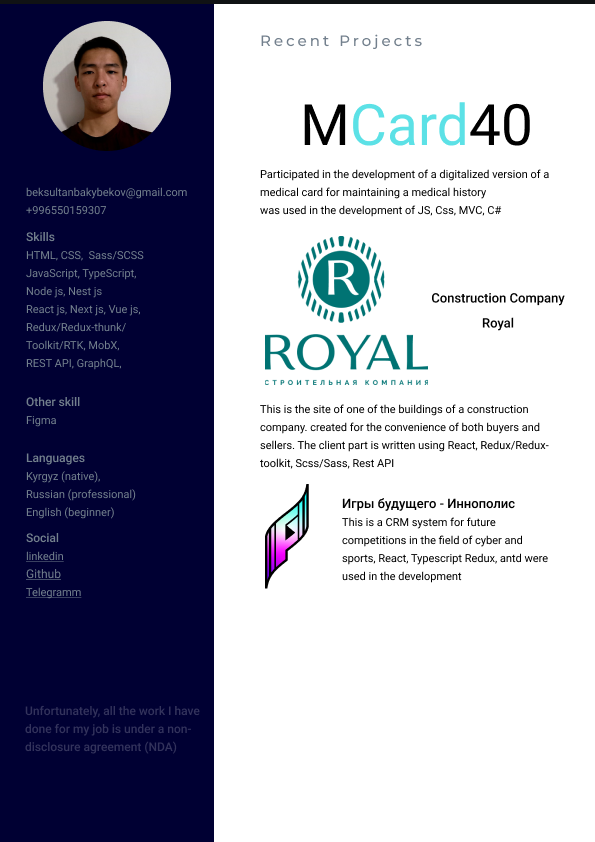 beksultanbakybekov@gmail.com
+996550159307
Skills
HTML, CSS, Sass/SCSS
JavaScript, TypeScript,
Node js, Nest js
React js, Next js, Vue js,
Redux/Redux-thunk/
Toolkit/RTK, MobX,
REST API, GraphQL,
Other skill
Figma
Languages
Kyrgyz (native),
Russian (professional)
English (beginner)
Social
linkedin
Github
Telegramm
Unfortunately, all the work I have
done for my job is under a non-
disclosure agreement (NDA)
Recent Projects
MCard40
Participated in the development of a digitalized version of a
medical card for maintaining a medical history
was used in the development of JS, Css, MVC, C#
R
ROYAL
СТРОИТЕЛЬНАЯ КОМПАНИЯ
Construction Company
Royal
This is the site of one of the buildings of a construction
company. created for the convenience of both buyers and
sellers. The client part is written using React, Redux/Redux-
toolkit, Scss/Sass, Rest API
Игры будущего - Иннополис
This is a CRM system for future
competitions in the field of cyber and
sports, React, Typescript Redux, antd were
used in the development